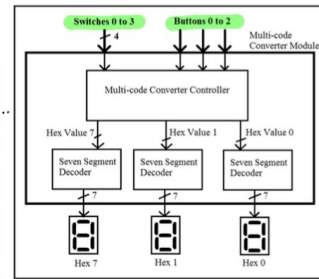 Switches 0 to 3
Buttons 0 to 2
Multi-code
Converter Module
4
Multi-code Converter Controller
Hex Value 7
Hex Value 1
Hex Value 0
Seven Segment
Decoder
Seven Segment
Decoder
Seven Segment
Decoder
7
7
7
Hex 7
Hex 1
Hex 0